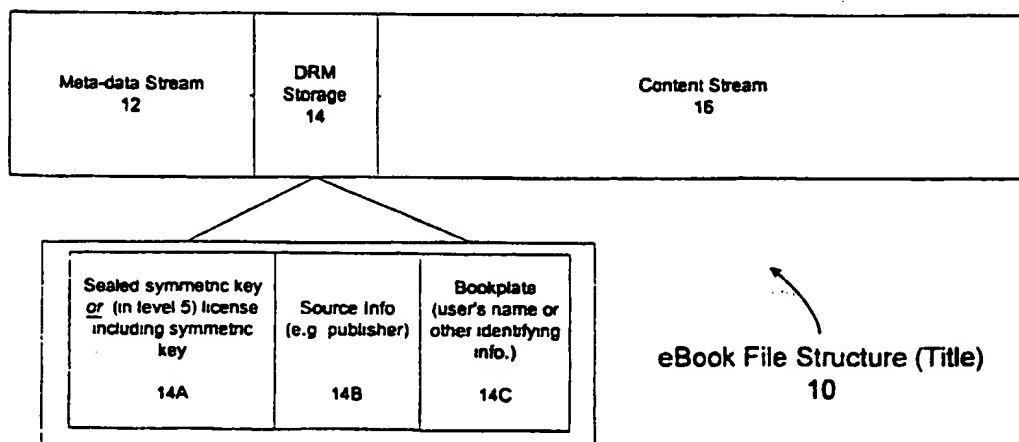 Meta-data Stream
12
DRM
Storage
14
Content Stream
16
Sealed symmetric key
or (in level 5) license
including symmetric
key
14A
Source Info
(e.g publisher)
14B
Bookplate
(user's name or
other identifying
info.)
14C
eBook File Structure (Title)
10